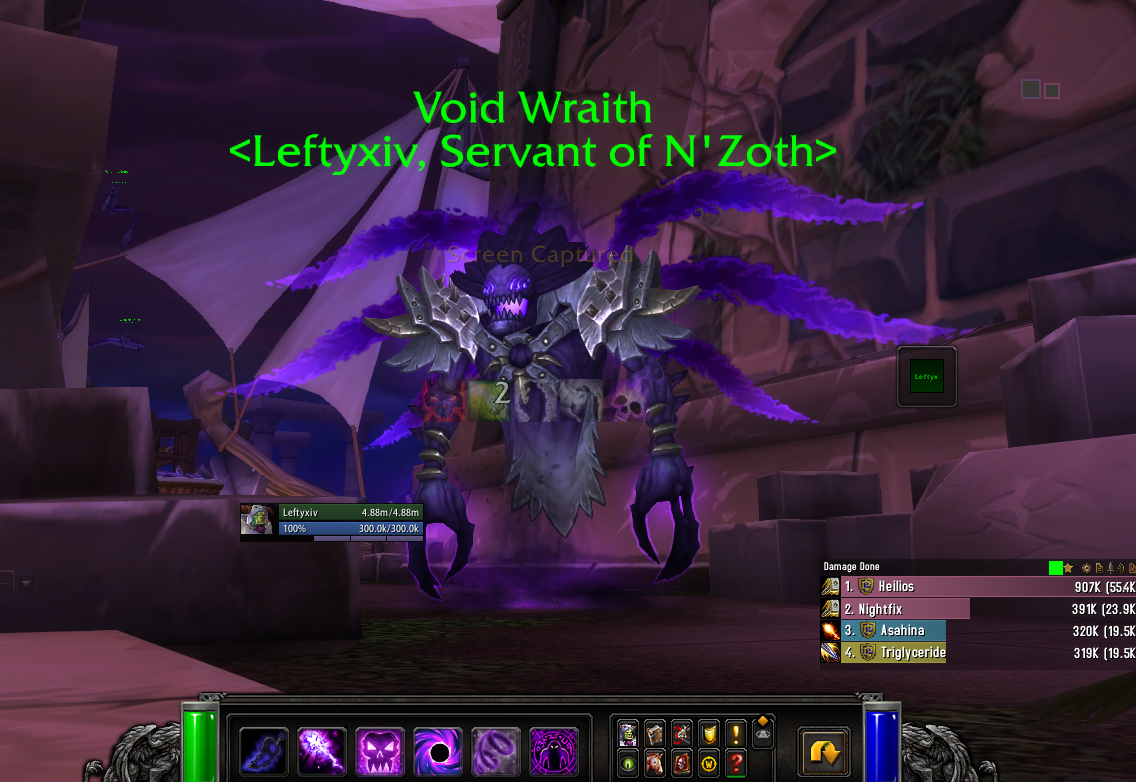 Void Wraith
<Leftyxiv, Servant of N'Zoth>
Screen Captured
Leftyx
2
Leftyxiv 4.88m/4.88m
100% 300.0k/300.0k
Damage Done
1. Heilios 907K (55.4K
2. Nightfix 391K (23.9K
3. Asahina 320K (19.5K
4. Triglyceride 319K (19.5K